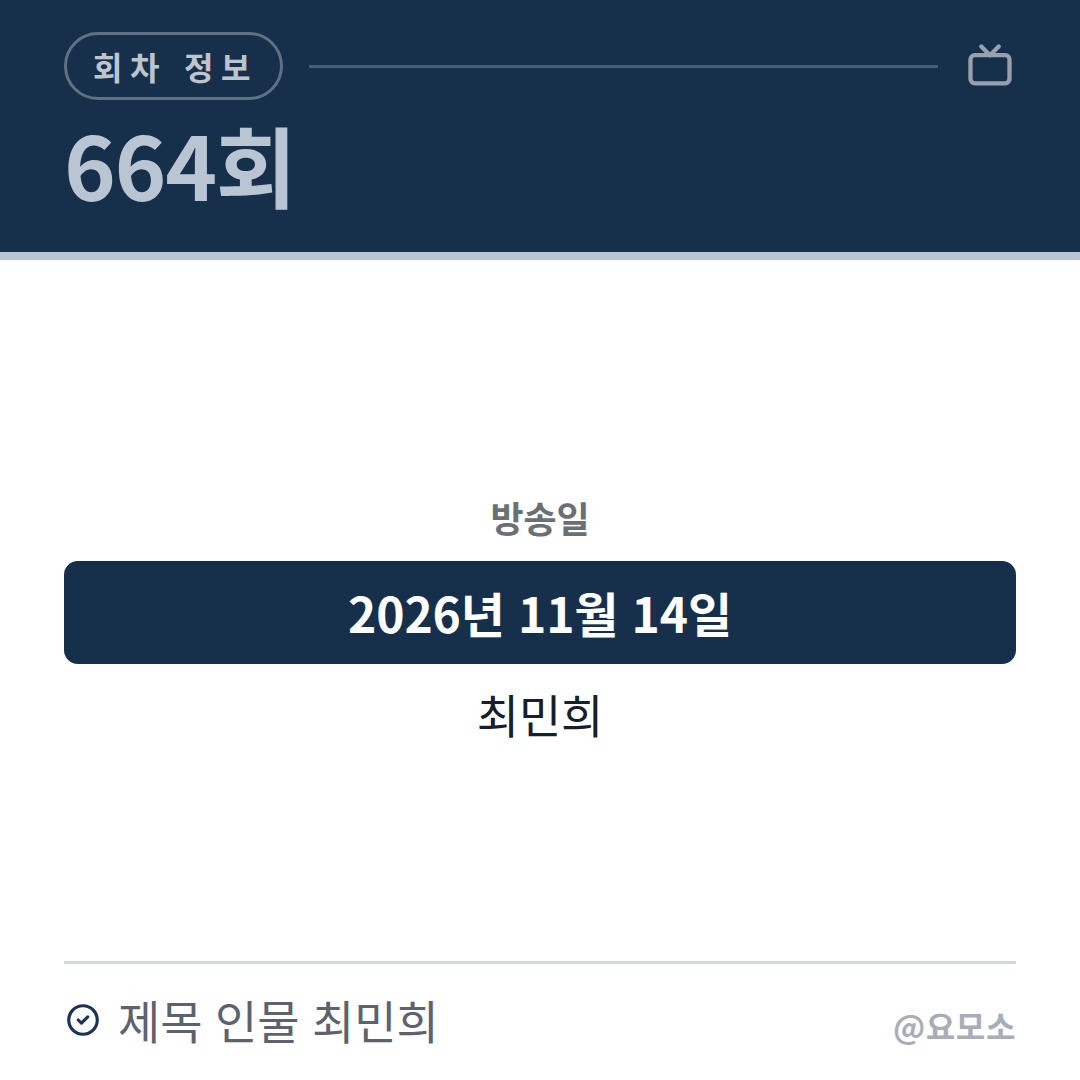 회차 정보
664회
방송일
2026년 11월 14일
최민희
제목 인물 최민희
@요모소